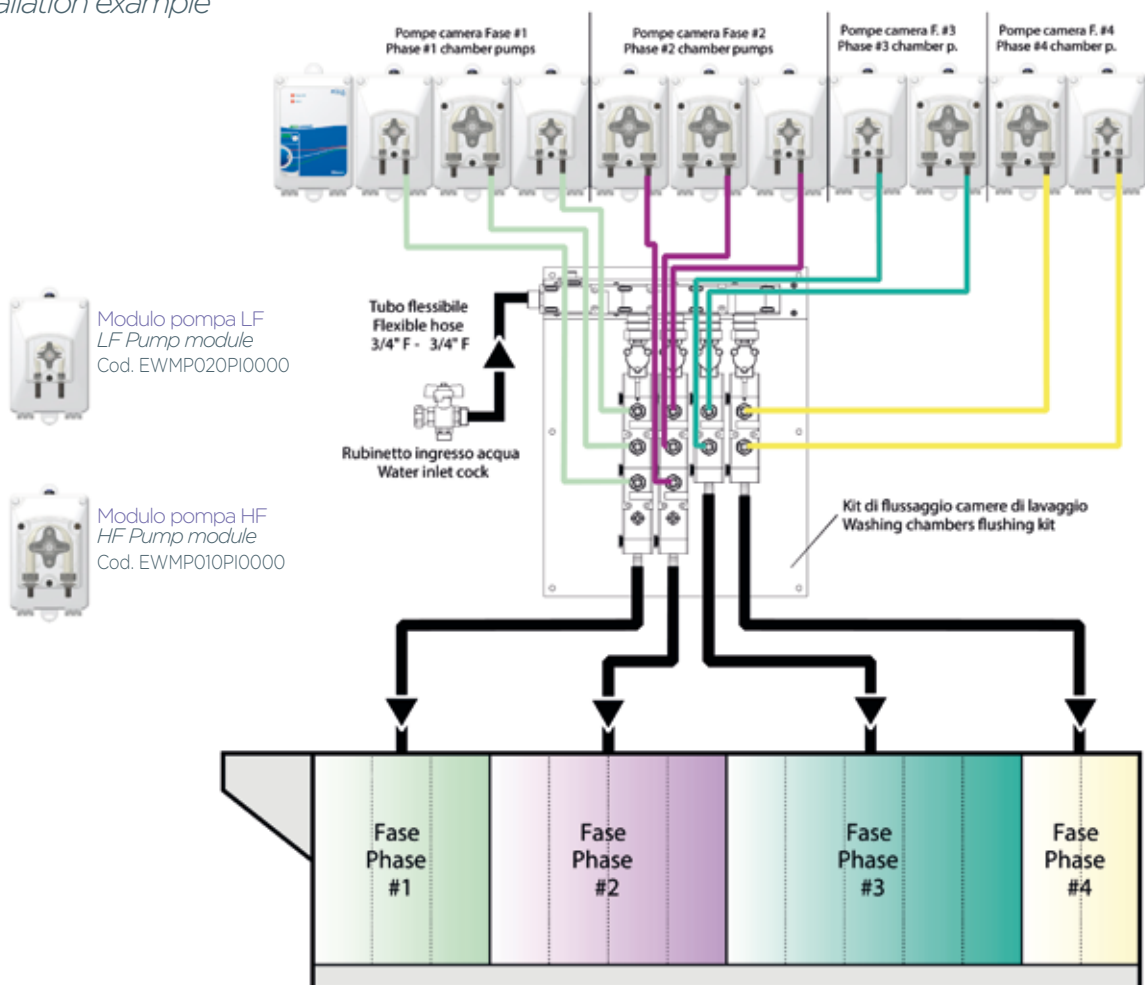 allation example
Pompe camera Fase #1
Phase #1 chamber pumps
Pompe camera Fase #2
Phase #2 chamber pumps
Pompe camera F. #3
Phase #3 chamber p.
Pompe camera F. #4
Phase #4 chamber p.
Modulo pompa LF
LF Pump module
Cod. EWMP020PI0000
Tubo flessibile
Flexible hose
3/4" F - 3/4" F
Rubinetto ingresso acqua
Water inlet cock
Modulo pompa HF
HF Pump module
Cod. EWMP010PI0000
Kit di flussaggio camere di lavaggio
Washing chambers flushing kit
Fase
Phase
#1
Fase
Phase
#2
Fase
Phase
#3
Fase
Phase
#4